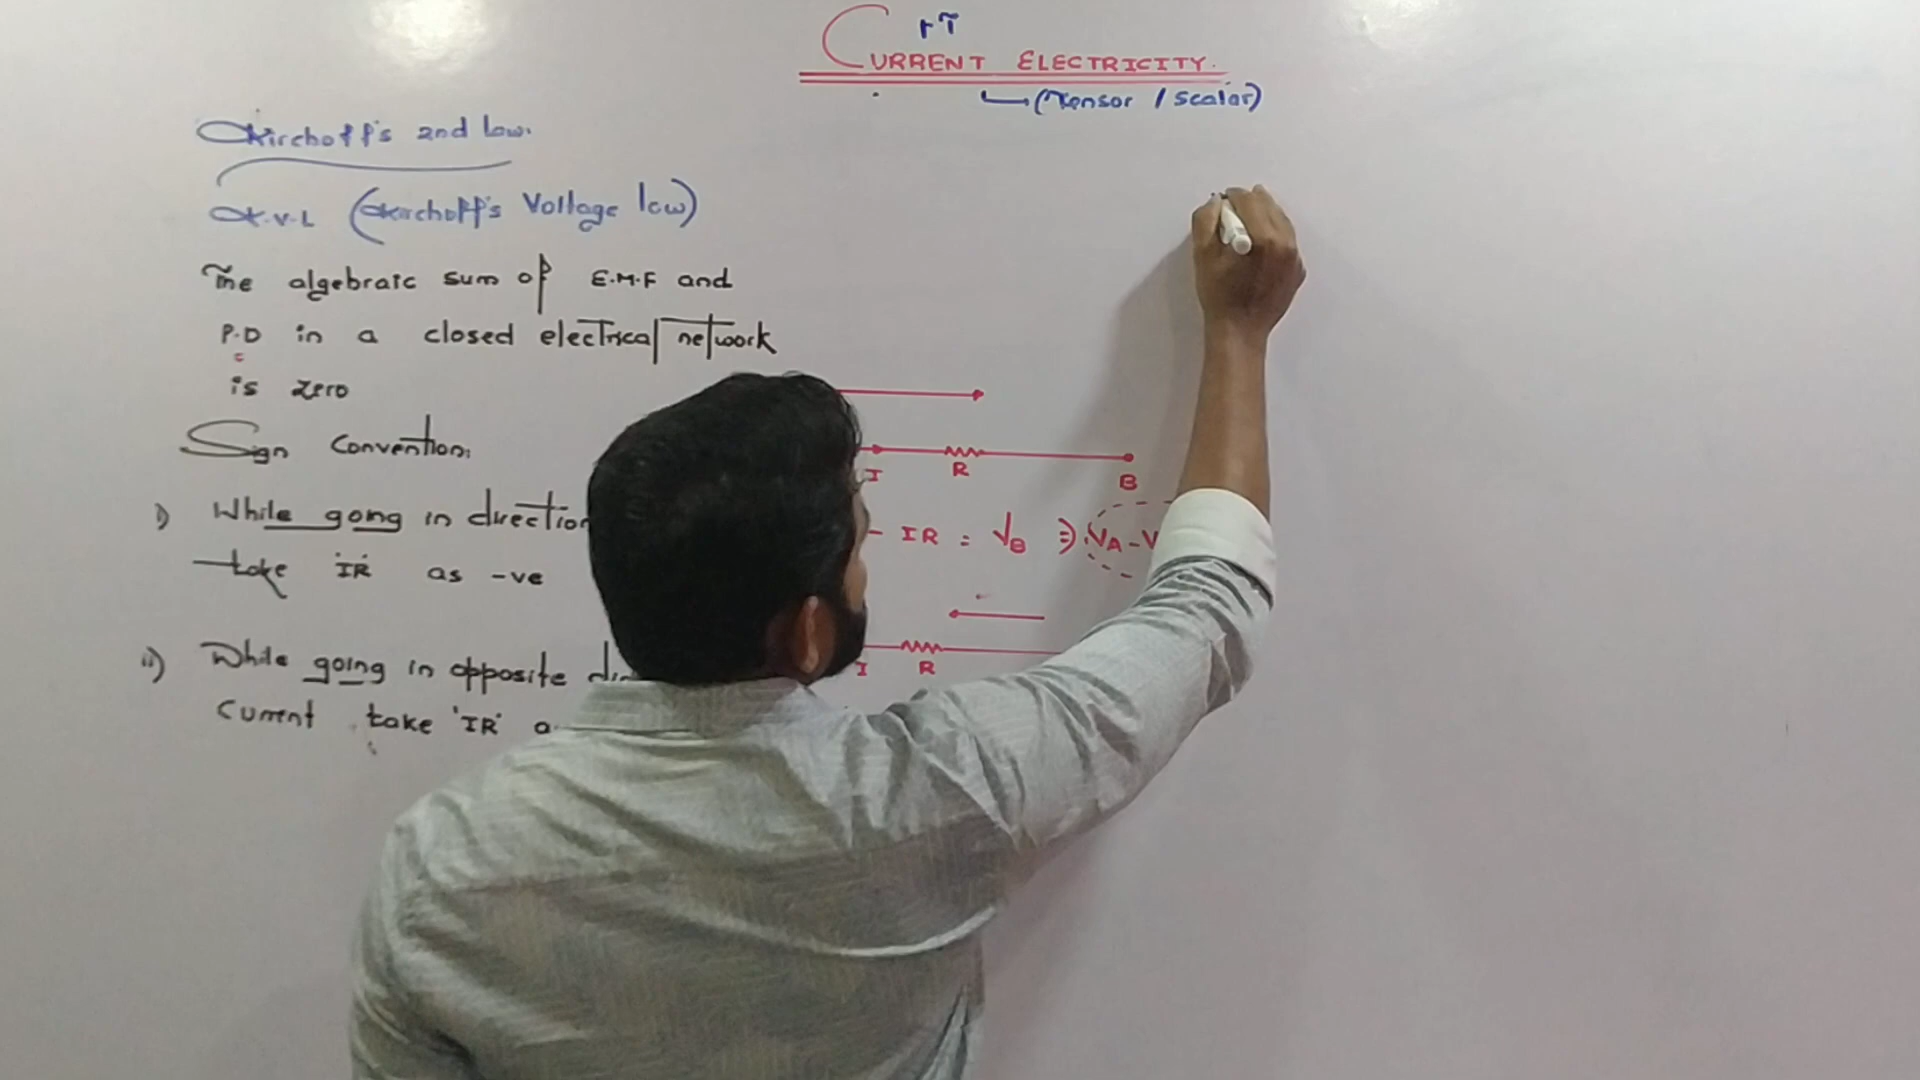 CURRENT ELECTRICITY.
(Tensor / Scalar)
Kirchoff's 2nd law.
K.V.L (Kirchoff's Voltage law)
The algebraic sum of E.M.F and
P.D in a closed electrical network
is zero
Sign Convention:
i) While going in direction
take 'IR' as -ve
ii) While going in opposite
Current take 'IR'
I R B
- IR = VB ⇒ VA - V
I R